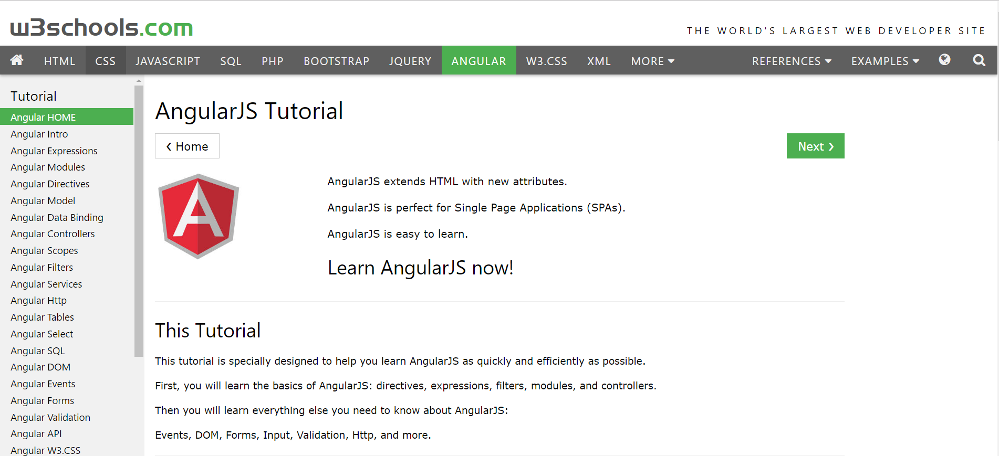 w3schools.com
THE WORLD'S LARGEST WEB DEVELOPER SITE
HTML CSS JAVASCRIPT SQL PHP BOOTSTRAP JQUERY ANGULAR W3.CSS XML MORE REFERENCES EXAMPLES
Tutorial
Angular HOME
Angular Intro
Angular Expressions
Angular Modules
Angular Directives
Angular Model
Angular Data Binding
Angular Controllers
Angular Scopes
Angular Filters
Angular Services
Angular Http
Angular Tables
Angular Select
Angular SQL
Angular DOM
Angular Events
Angular Forms
Angular Validation
Angular API
Angular W3.CSS
AngularJS Tutorial
❮ Home
Next ❯
A
AngularJS extends HTML with new attributes.
AngularJS is perfect for Single Page Applications (SPAs).
AngularJS is easy to learn.
Learn AngularJS now!
This Tutorial
This tutorial is specially designed to help you learn AngularJS as quickly and efficiently as possible.
First, you will learn the basics of AngularJS: directives, expressions, filters, modules, and controllers.
Then you will learn everything else you need to know about AngularJS:
Events, DOM, Forms, Input, Validation, Http, and more.